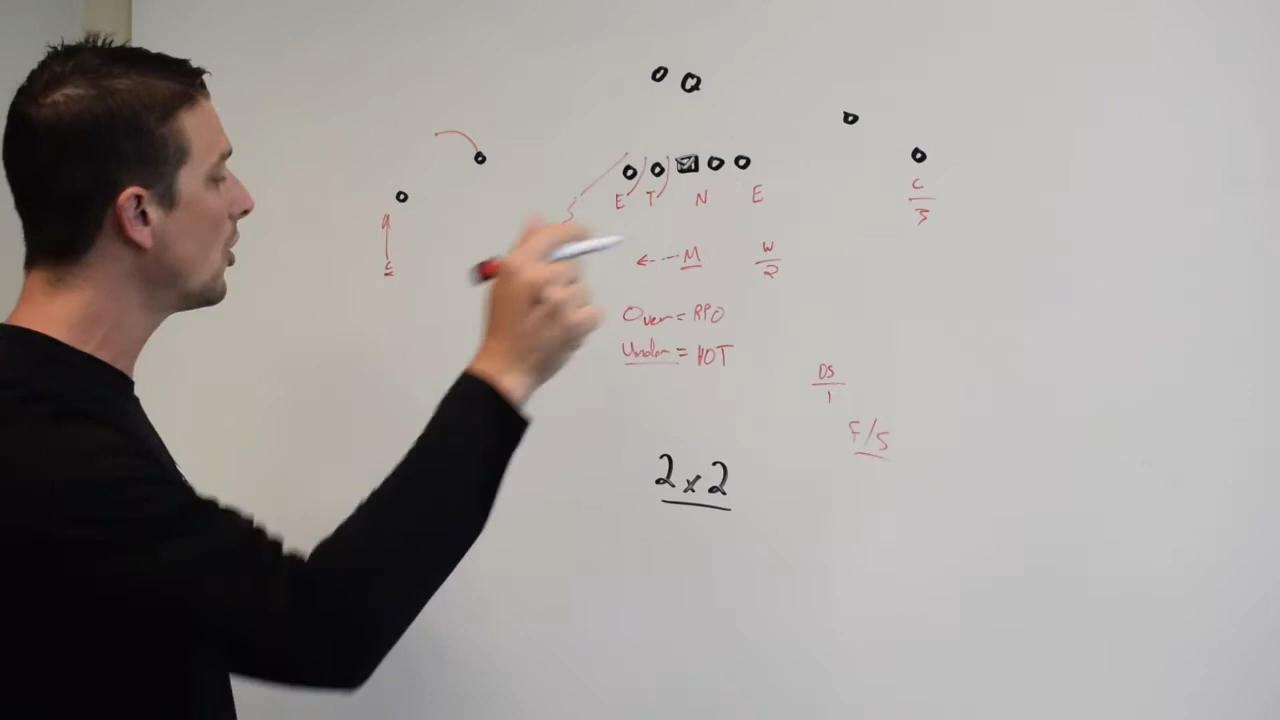 Q
C
3
E T N E
C
M
W
2
Over = RPO
Under = HOT
DS
1
F/S
2x2